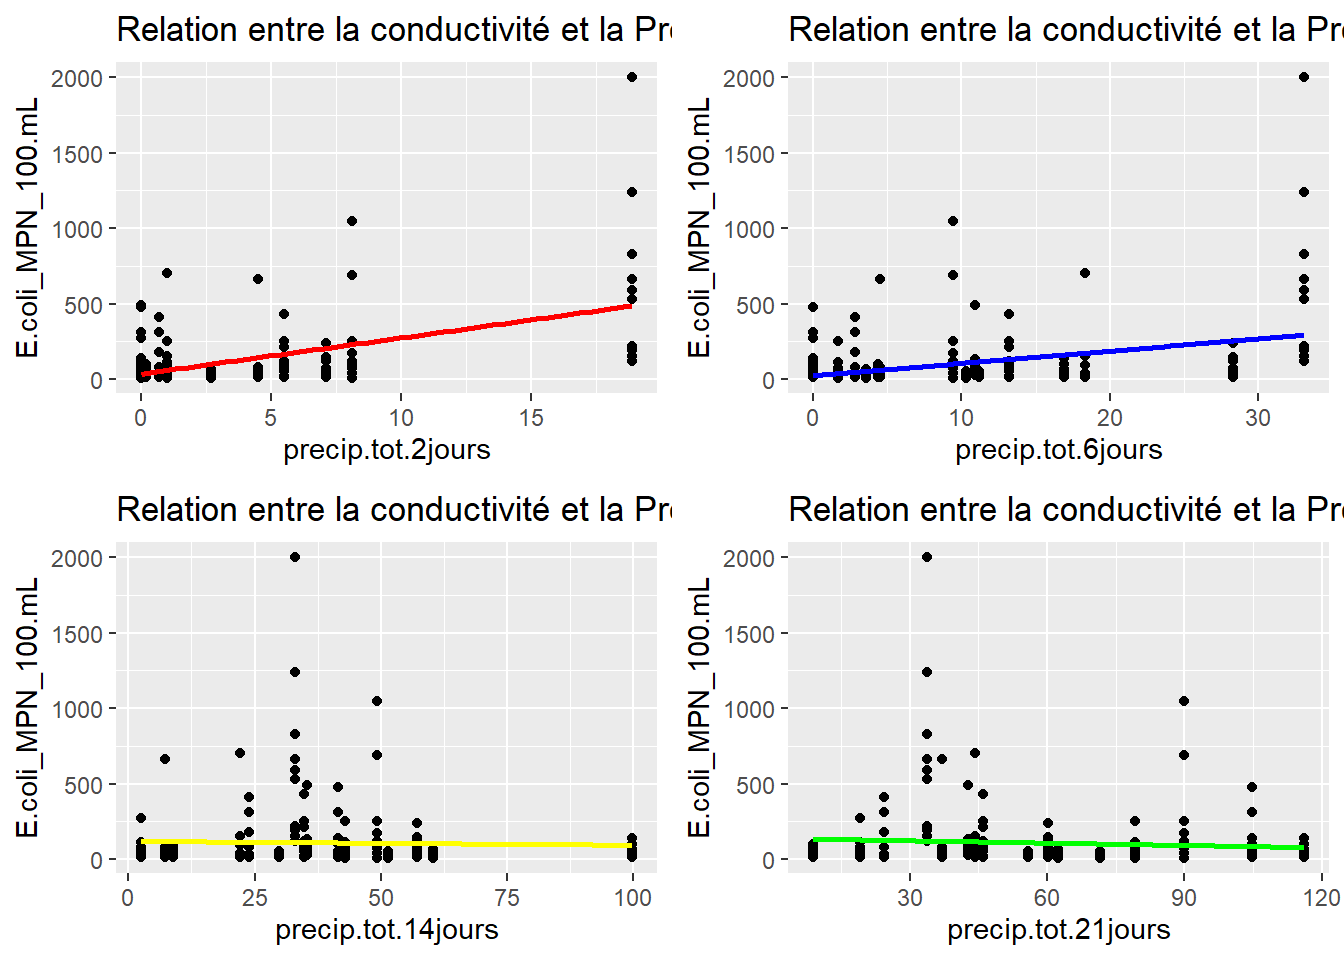 Relation entre la conductivité et la Pré
E.coli_MPN_100.mL
2000
1500
1000
500
0
0 5 10 15
precip.tot.2jours
Relation entre la conductivité et la Pré
E.coli_MPN_100.mL
2000
1500
1000
500
0
0 10 20 30
precip.tot.6jours
Relation entre la conductivité et la Pré
E.coli_MPN_100.mL
2000
1500
1000
500
0
0 25 50 75 100
precip.tot.14jours
Relation entre la conductivité et la Pré
E.coli_MPN_100.mL
2000
1500
1000
500
0
30 60 90 120
precip.tot.21jours